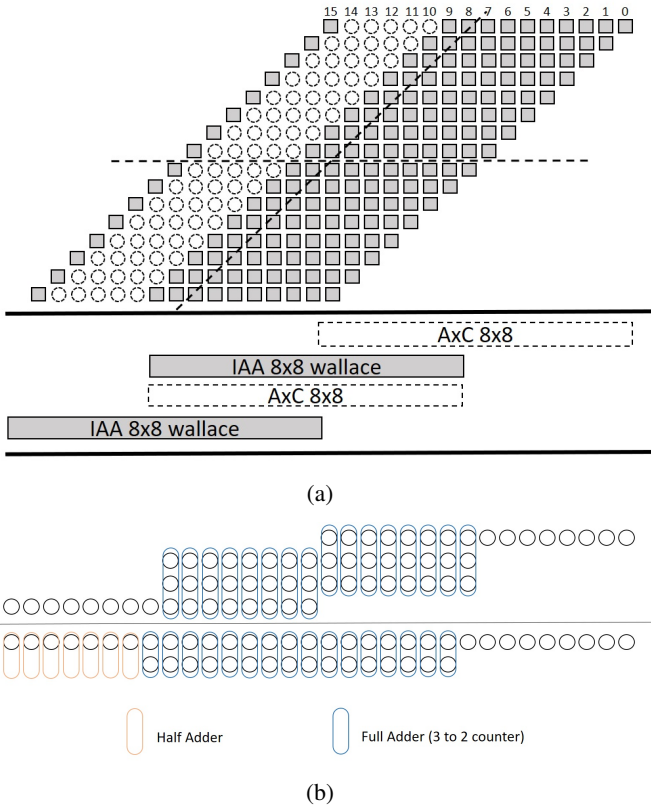 15 14 13 12 11 10 9 8 7 6 5 4 3 2 1 0
AxC 8x8
IAA 8x8 wallace
AxC 8x8
IAA 8x8 wallace
(a)
Half Adder
Full Adder (3 to 2 counter)
(b)